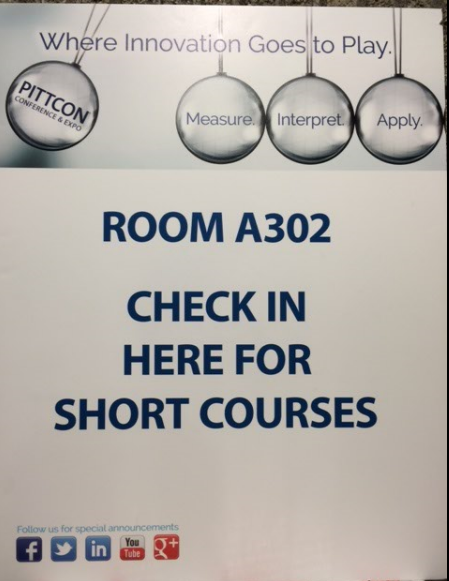 Where Innovation Goes to Play.
PITTCON
CONFERENCE & EXPO
Measure. Interpret. Apply.
ROOM A302
CHECK IN
HERE FOR
SHORT COURSES
Follow us for special announcements
f in You Tube g+